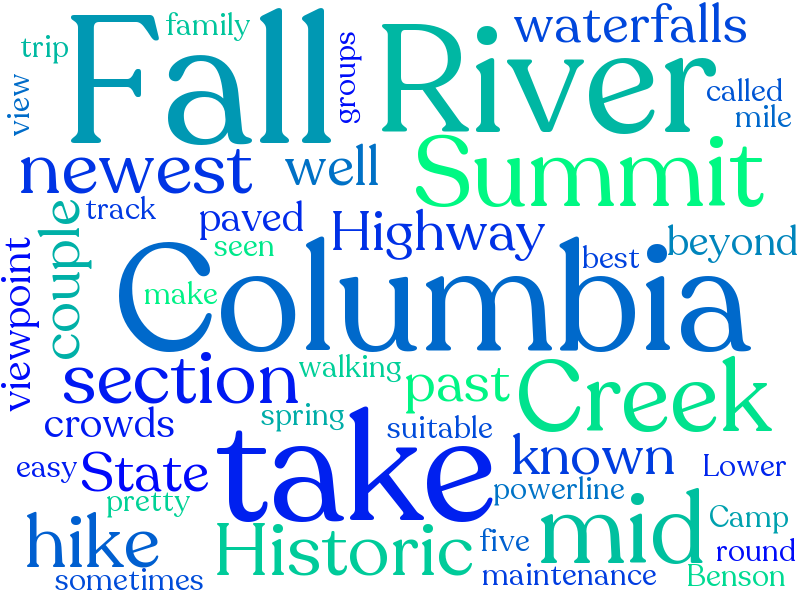 Fall
River
waterfalls
family
trip
view
groups
called
mile
newest
well
Summit
track
paved
Highway
couple
seen
beyond
best
viewpoint
Columbia
make
section
walking
past
Creek
crowds
spring
suitable
take
known
easy
State
Lower
pretty
powerline
mid
Camp
hike
Historic
five
round
sometimes
maintenance
Benson